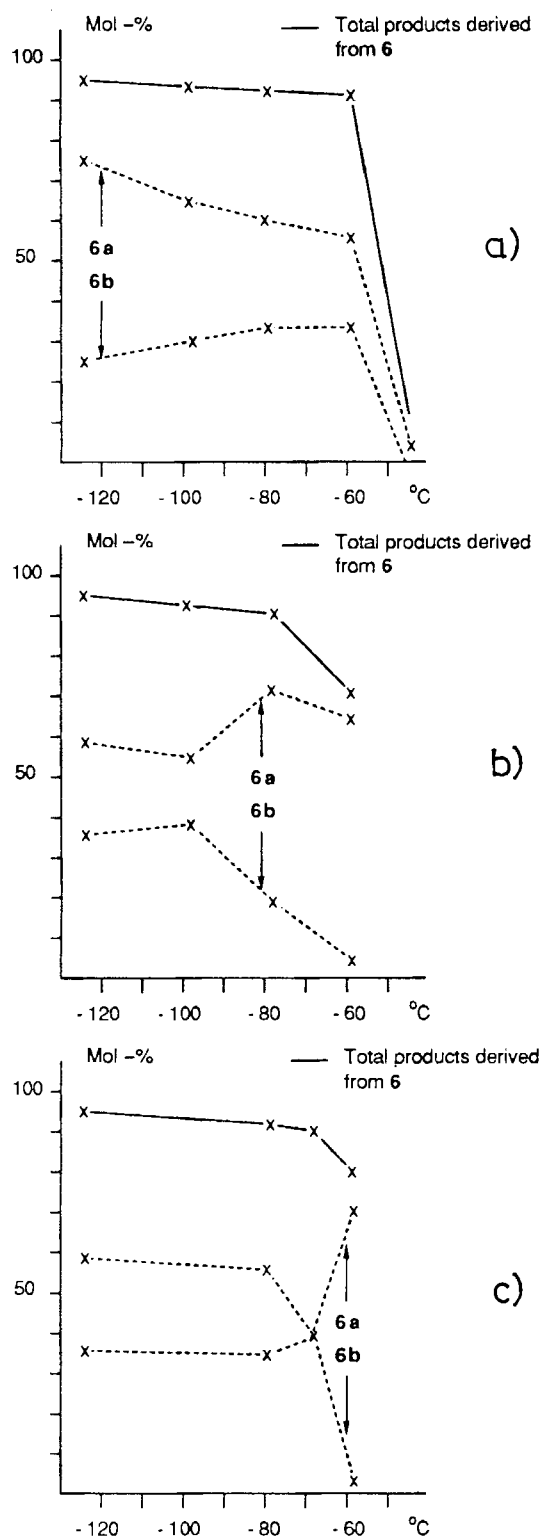 Mol -% — Total products derived
from 6
100
6a
50
6b
a)
-120 -100 -80 -60 °C
Mol -% — Total products derived
from 6
100
6a
50
6b
b)
-120 -100 -80 -60 °C
Mol -% — Total products derived
from 6
100
50
c)
6a
6b
-120 -100 -80 -60 °C